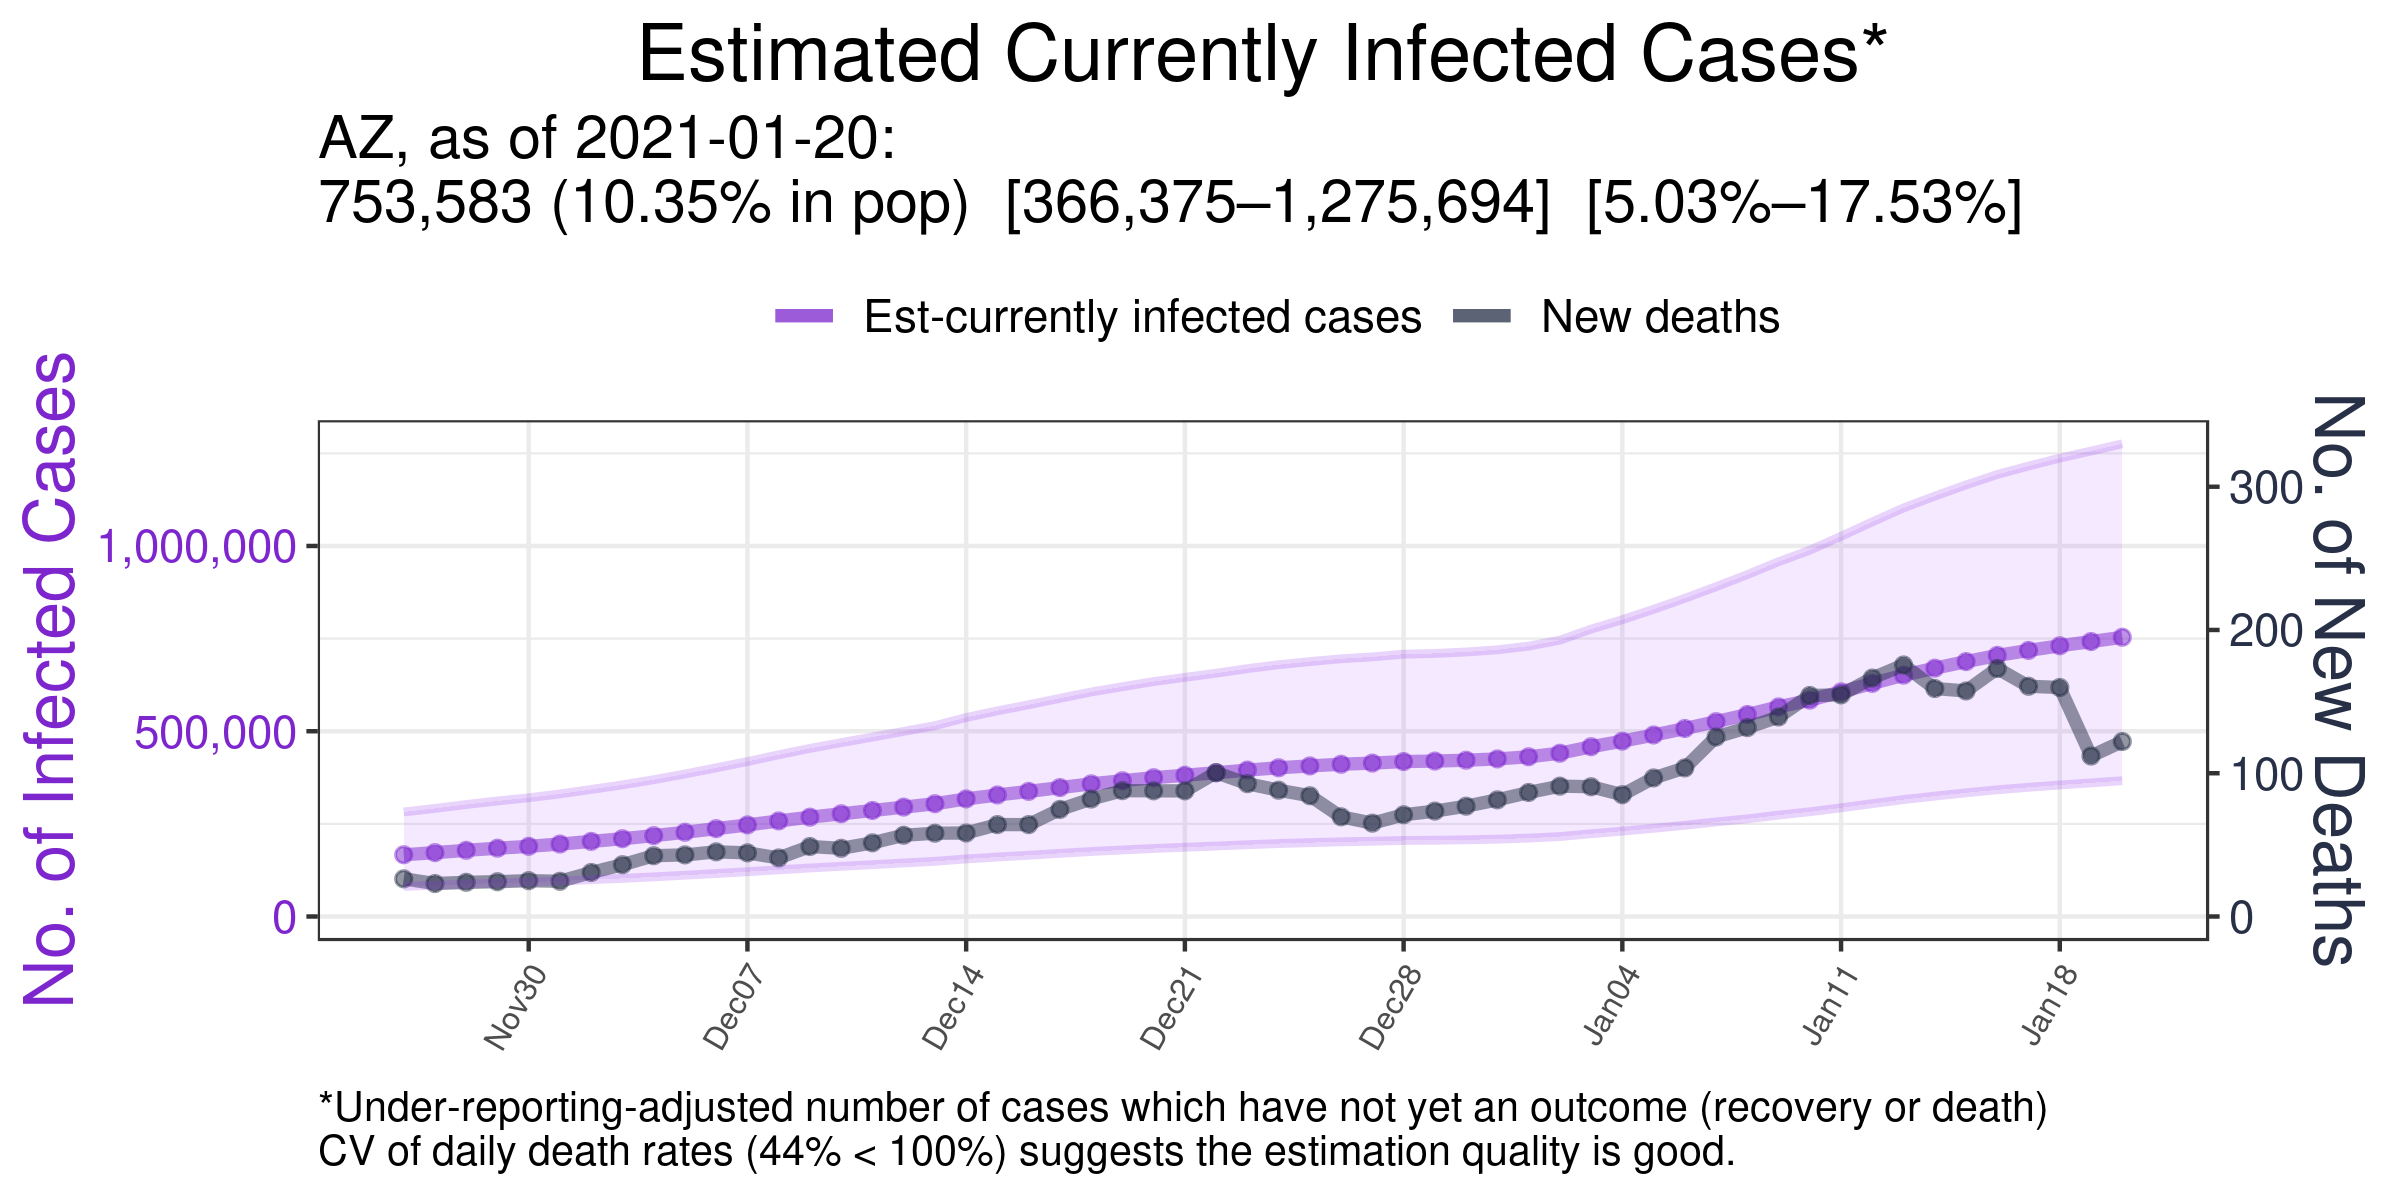 Estimated Currently Infected Cases*
AZ, as of 2021-01-20:
753,583 (10.35% in pop)  [366,375–1,275,694]  [5.03%–17.53%]
Est-currently infected cases
New deaths
No. of Infected Cases
1,000,000
500,000
0
No. of New Deaths
300
200
100
0
Nov30
Dec07
Dec14
Dec21
Dec28
Jan04
Jan11
Jan18
*Under-reporting-adjusted number of cases which have not yet an outcome (recovery or death)
CV of daily death rates (44% < 100%) suggests the estimation quality is good.